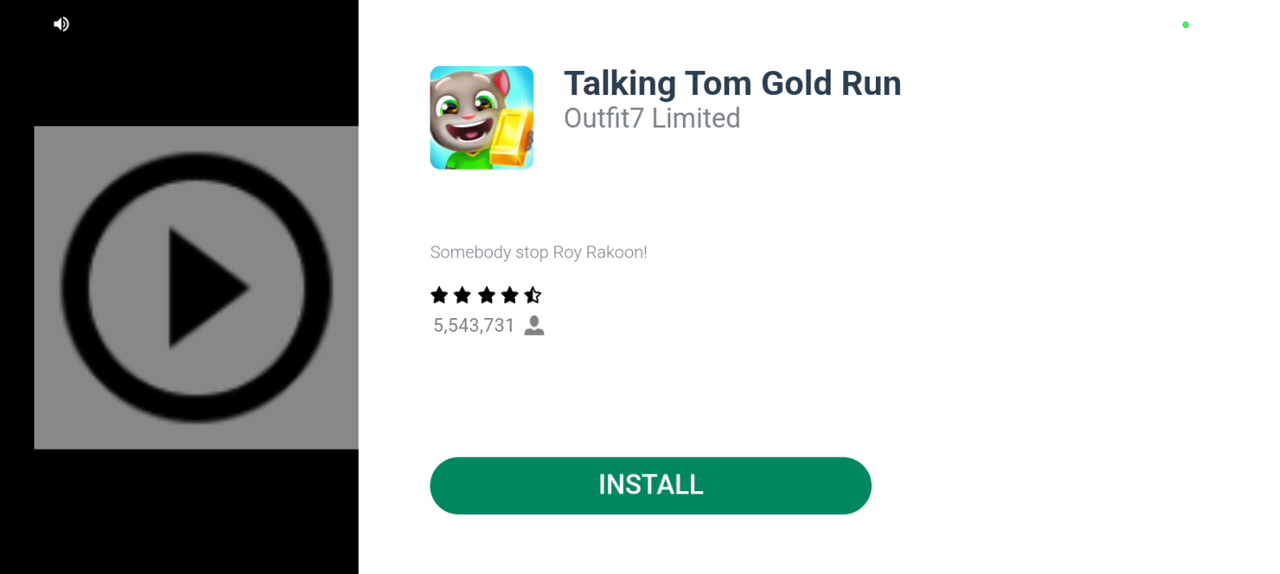 Talking Tom Gold Run
Outfit7 Limited
Somebody stop Roy Rakoon!
5,543,731
INSTALL